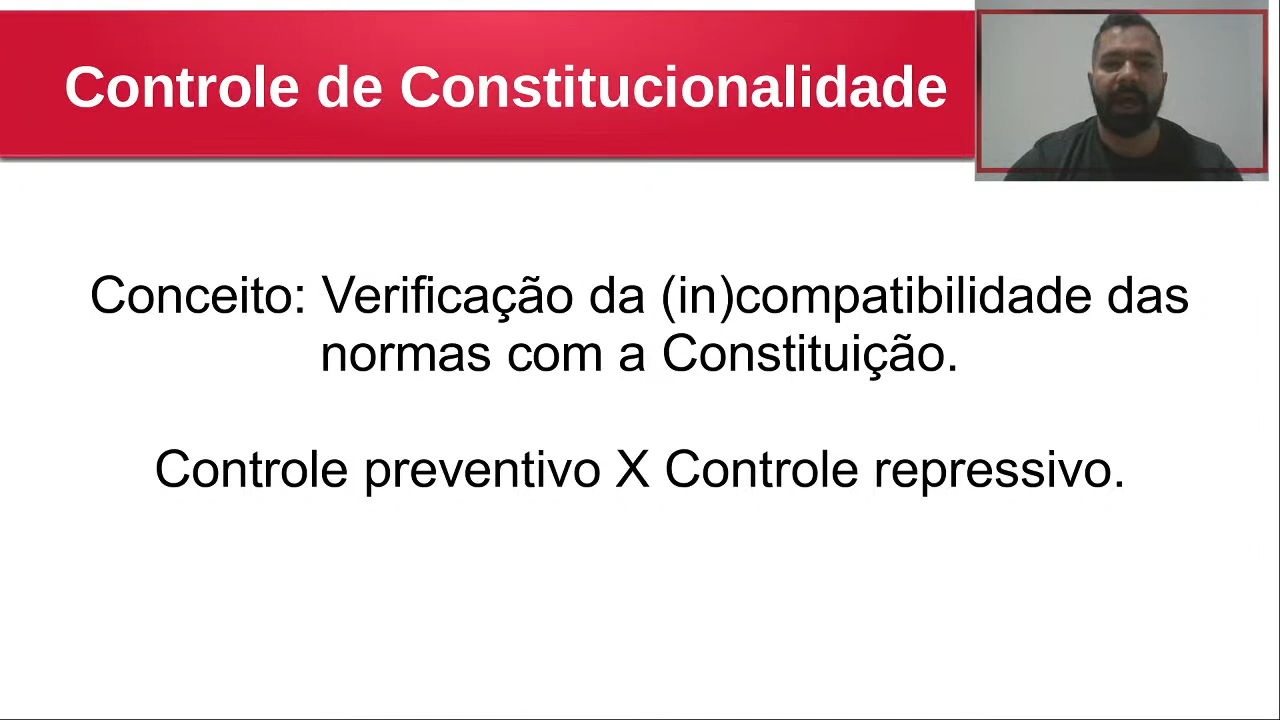 Controle de Constitucionalidade
Conceito: Verificação da (in)compatibilidade das
normas com a Constituição.
Controle preventivo X Controle repressivo.